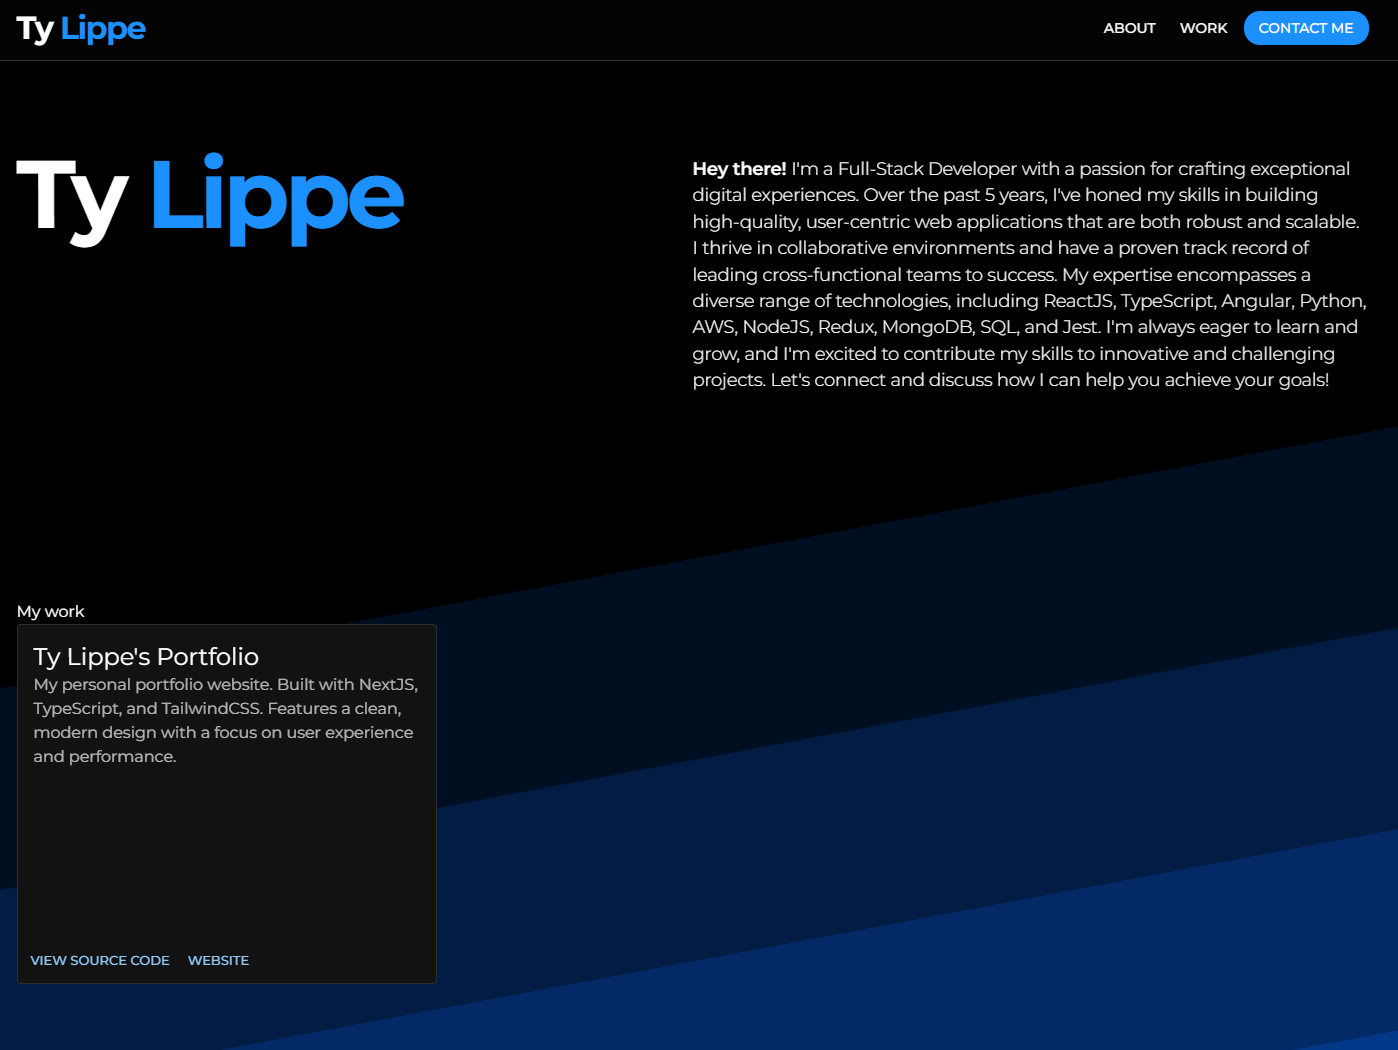 Ty Lippe
ABOUT
WORK
CONTACT ME
Ty Lippe
Hey there! I'm a Full-Stack Developer with a passion for crafting exceptional
digital experiences. Over the past 5 years, I've honed my skills in building
high-quality, user-centric web applications that are both robust and scalable.
I thrive in collaborative environments and have a proven track record of
leading cross-functional teams to success. My expertise encompasses a
diverse range of technologies, including ReactJS, TypeScript, Angular, Python,
AWS, NodeJS, Redux, MongoDB, SQL, and Jest. I'm always eager to learn and
grow, and I'm excited to contribute my skills to innovative and challenging
projects. Let's connect and discuss how I can help you achieve your goals!
My work
Ty Lippe's Portfolio
My personal portfolio website. Built with NextJS,
TypeScript, and TailwindCSS. Features a clean,
modern design with a focus on user experience
and performance.
VIEW SOURCE CODE
WEBSITE